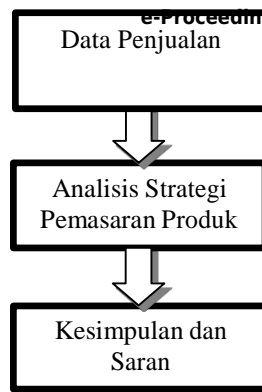 e-Proceedin
Data Penjualan
Analisis Strategi
Pemasaran Produk
Kesimpulan dan
Saran